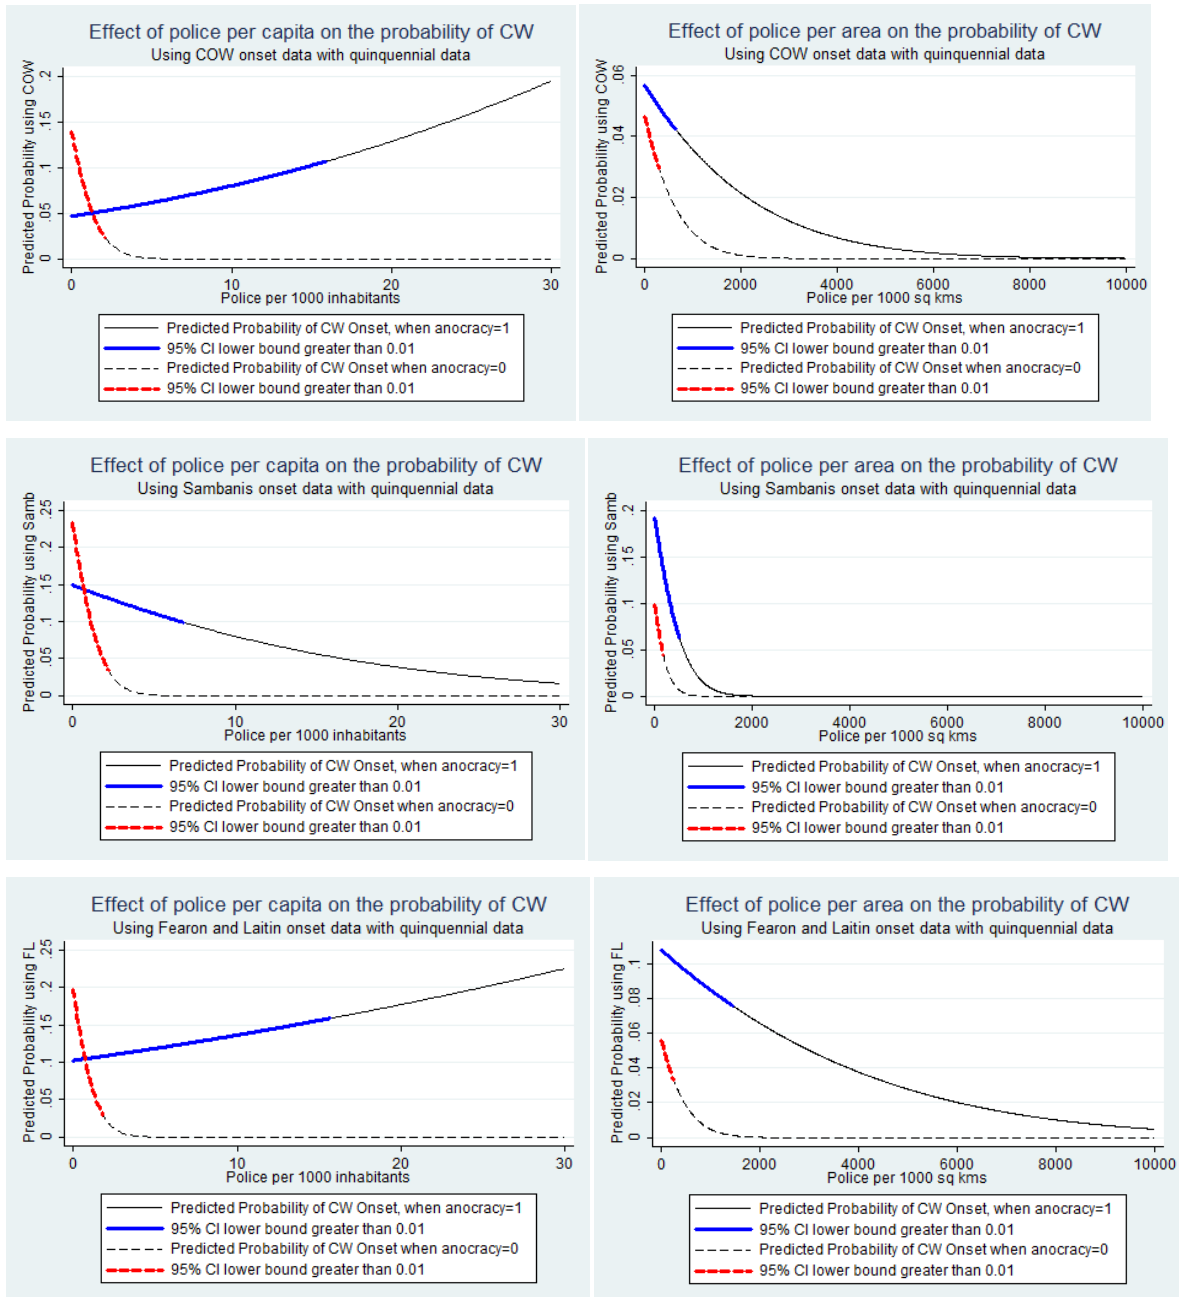 Effect of police per capita on the probability of CW
Using COW onset data with quinquennial data
Predicted Probability using COW
.2
.15
.1
.05
0
0 10 20 30
Police per 1000 inhabitants
Predicted Probability of CW Onset, when anocracy=1
95% CI lower bound greater than 0.01
Predicted Probability of CW Onset when anocracy=0
95% CI lower bound greater than 0.01
Effect of police per area on the probability of CW
Using COW onset data with quinquennial data
Predicted Probability using COW
.06
.04
.02
0
0 2000 4000 6000 8000 10000
Police per 1000 sq kms
Predicted Probability of CW Onset, when anocracy=1
95% CI lower bound greater than 0.01
Predicted Probability of CW Onset when anocracy=0
95% CI lower bound greater than 0.01
Effect of police per capita on the probability of CW
Using Sambanis onset data with quinquennial data
Predicted Probability using Samb
.25
.2
.15
.1
.05
0
0 10 20 30
Police per 1000 inhabitants
Predicted Probability of CW Onset, when anocracy=1
95% CI lower bound greater than 0.01
Predicted Probability of CW Onset when anocracy=0
95% CI lower bound greater than 0.01
Effect of police per area on the probability of CW
Using Sambanis onset data with quinquennial data
Predicted Probability using Samb
.2
.15
.1
.05
0
0 2000 4000 6000 8000 10000
Police per 1000 sq kms
Predicted Probability of CW Onset, when anocracy=1
95% CI lower bound greater than 0.01
Predicted Probability of CW Onset when anocracy=0
95% CI lower bound greater than 0.01
Effect of police per capita on the probability of CW
Using Fearon and Laitin onset data with quinquennial data
Predicted Probability using FL
.25
.2
.15
.1
.05
0
0 10 20 30
Police per 1000 inhabitants
Predicted Probability of CW Onset, when anocracy=1
95% CI lower bound greater than 0.01
Predicted Probability of CW Onset when anocracy=0
95% CI lower bound greater than 0.01
Effect of police per area on the probability of CW
Using Fearon and Laitin onset data with quinquennial data
Predicted Probability using FL
.1
.08
.06
.04
.02
0
0 2000 4000 6000 8000 10000
Police per 1000 sq kms
Predicted Probability of CW Onset, when anocracy=1
95% CI lower bound greater than 0.01
Predicted Probability of CW Onset when anocracy=0
95% CI lower bound greater than 0.01